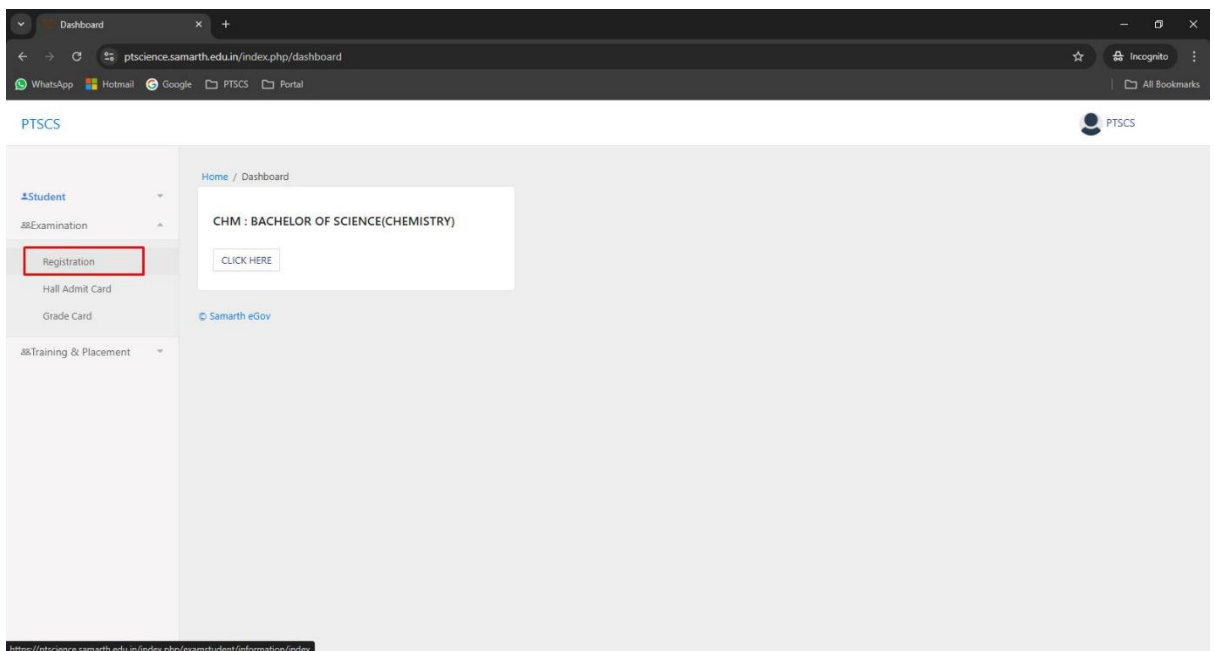 Dashboard
ptscience.samarth.edu.in/index.php/dashboard
Incognito
WhatsApp Hotmail Google PTSCS Portal
All Bookmarks
PTSCS
PTSCS
Home / Dashboard
Student
Examination
CHM : BACHELOR OF SCIENCE(CHEMISTRY)
Registration
CLICK HERE
Hall Admit Card
Grade Card
© Samarth eGov
Training & Placement
https://ptscience.samarth.edu.in/index.php/examstudent/information/index